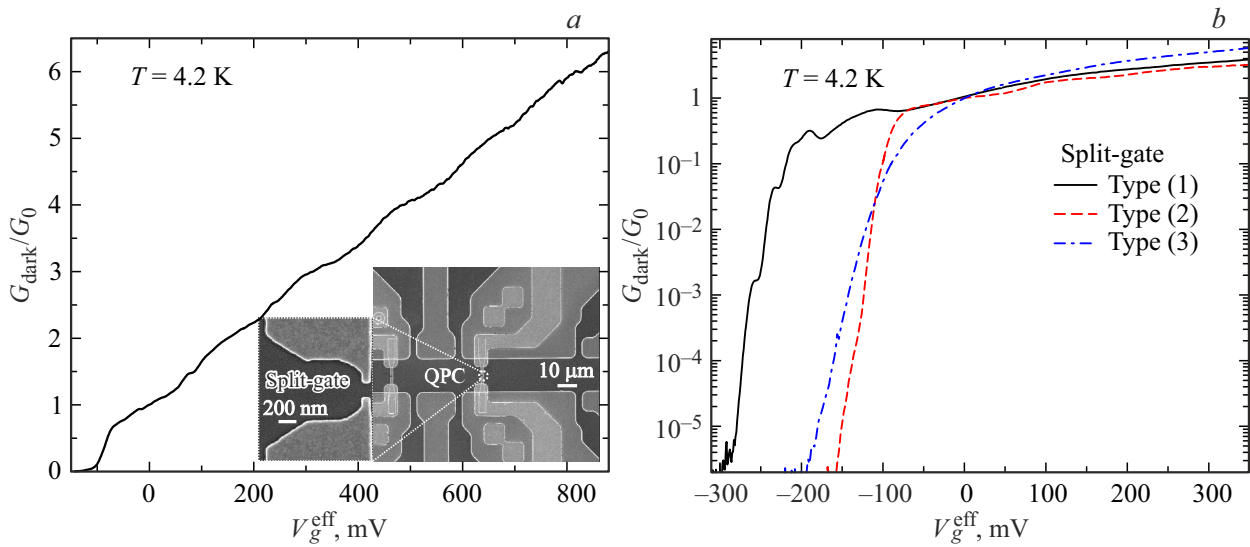 a
T = 4.2 K
G_dark/G_0
6
5
4
3
2
1
0
0
200
400
600
800
V_g^eff, mV
Split-gate
200 nm
QPC
10 μm
b
T = 4.2 K
G_dark/G_0
1
10^−1
10^−2
10^−3
10^−4
10^−5
Split-gate
Type (1)
Type (2)
Type (3)
−300
−200
−100
0
100
200
300
V_g^eff, mV